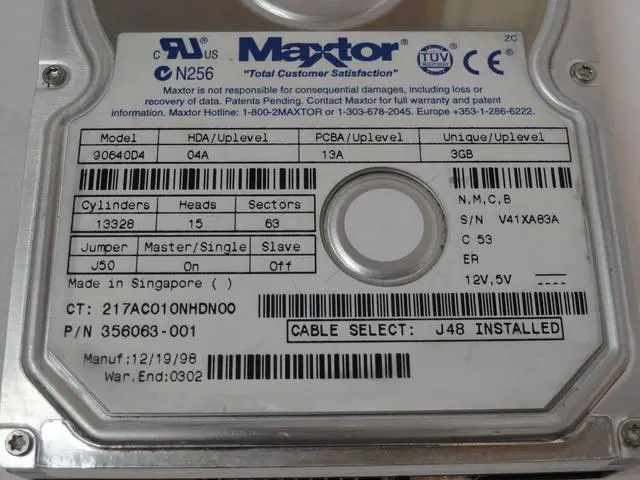 ZC
c UR US Maxtor TÜV CE
N256 "Total Customer Satisfaction"
Maxtor is not responsible for consequential damages, including loss or
recovery of data. Patents Pending. Contact Maxtor for full warranty and patent
information. Maxtor Hotline: 1-800-2MAXTOR or 1-303-678-2045. Europe +353-1-286-6222.
Model HDA/Uplevel PCBA/Uplevel Unique/Uplevel
90640D4 04A 13A 3GB
N,M,C,B
Cylinders Heads Sectors
13328 15 63
S/N V41XA83A
C 53
Jumper Master/Single Slave
J50 On Off
ER
12V,5V
Made in Singapore ( )
CT: 217AC010NHDN00
P/N 356063-001
CABLE SELECT: J48 INSTALLED
Manuf:12/19/98
War.End:0302